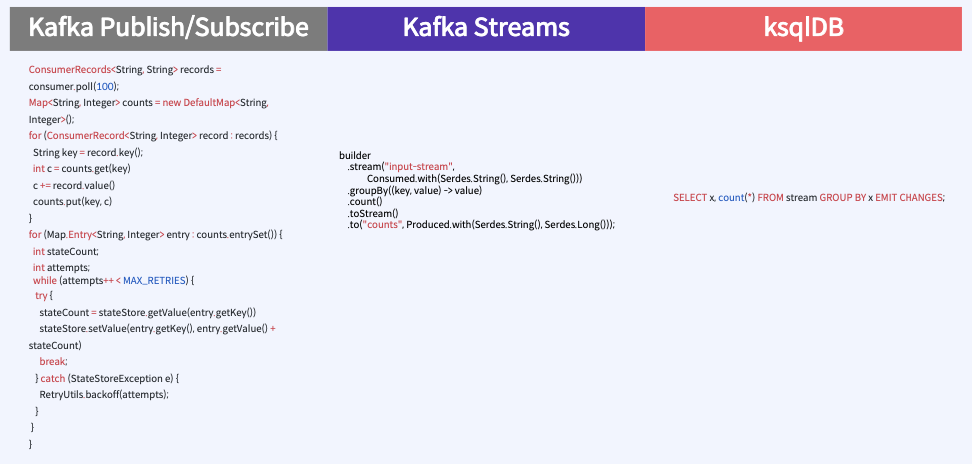 Kafka Publish/Subscribe
Kafka Streams
ksqlDB
ConsumerRecords<String, String> records =
consumer.poll(100);
Map<String, Integer> counts = new DefaultMap<String,
Integer>();
for (ConsumerRecord<String, Integer> record : records) {
String key = record.key();
int c = counts.get(key)
c += record.value()
counts.put(key, c)
}
for (Map.Entry<String, Integer> entry : counts.entrySet()) {
int stateCount;
int attempts;
while (attempts++ < MAX_RETRIES) {
try {
stateCount = stateStore.getValue(entry.getKey())
stateStore.setValue(entry.getKey(), entry.getValue() +
stateCount)
break;
} catch (StateStoreException e) {
RetryUtils.backoff(attempts);
}
}
}
builder
.stream("input-stream",
Consumed.with(Serdes.String(), Serdes.String()))
.groupBy((key, value) -> value)
.count()
.toStream()
.to("counts", Produced.with(Serdes.String(), Serdes.Long()));
SELECT x, count(*) FROM stream GROUP BY x EMIT CHANGES;